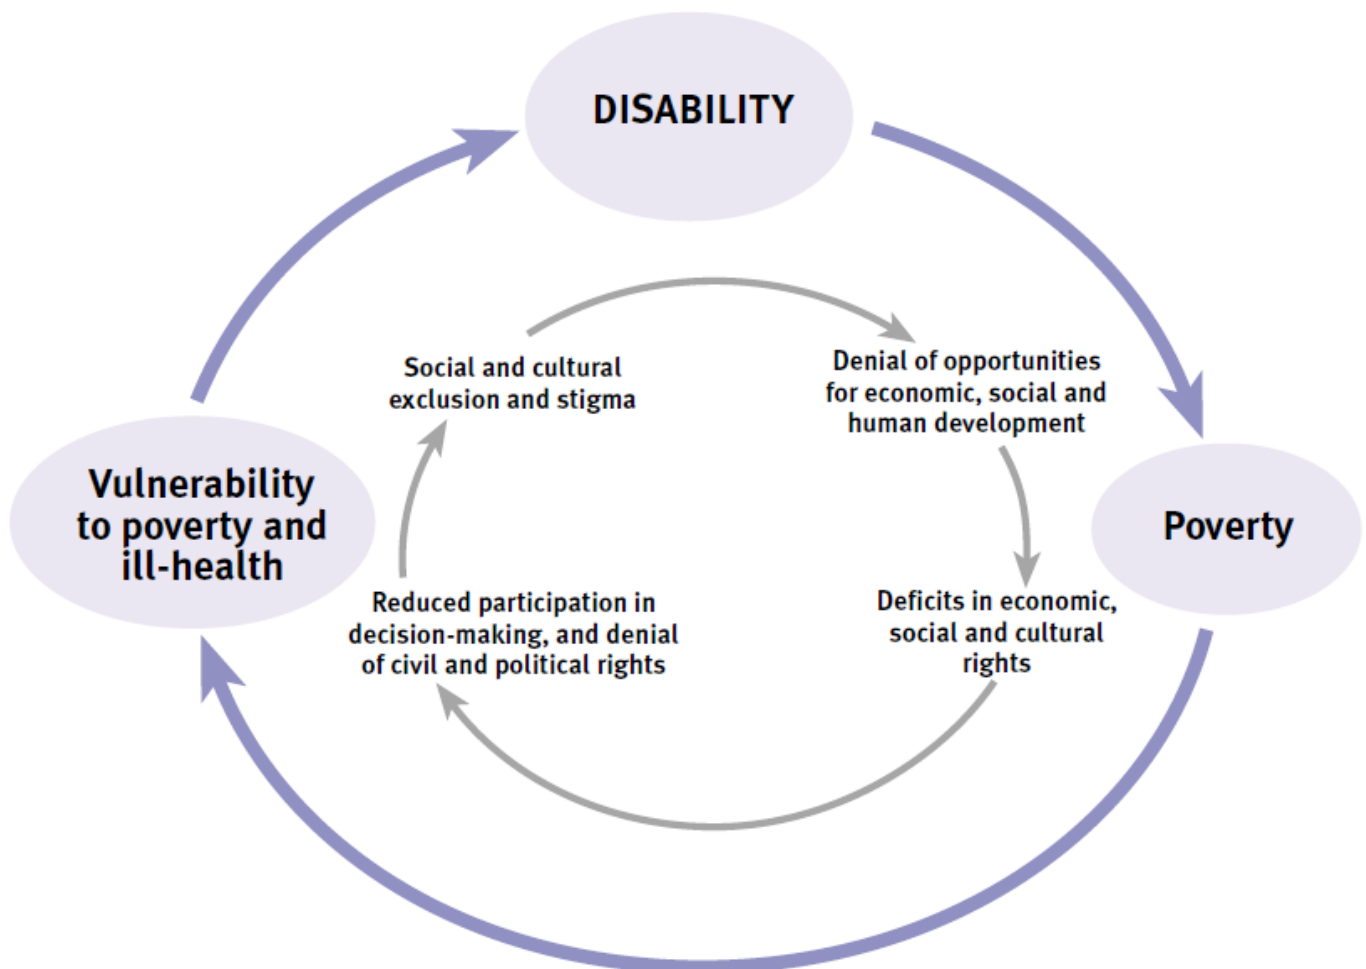 DISABILITY
Social and cultural
exclusion and stigma
Denial of opportunities
for economic, social and
human development
Vulnerability
to poverty and
ill-health
Poverty
Reduced participation in
decision-making, and denial
of civil and political rights
Deficits in economic,
social and cultural
rights